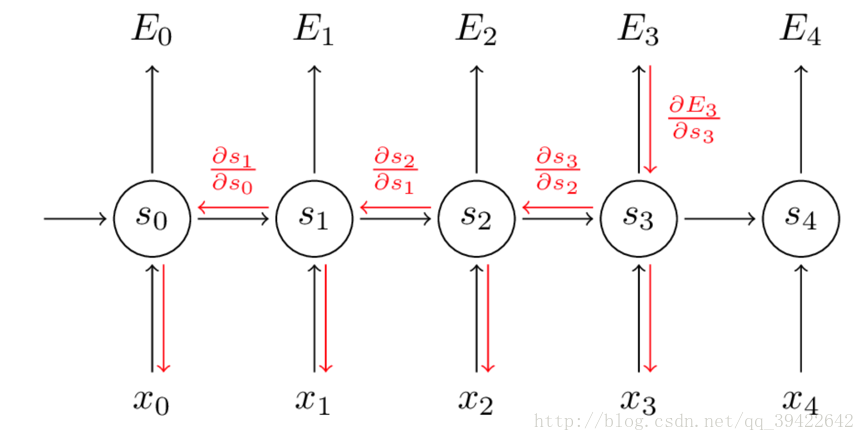 E₀ E₁ E₂ E₃ E₄
∂E₃/∂s₃
∂s₁/∂s₀ ∂s₂/∂s₁ ∂s₃/∂s₂
s₀ s₁ s₂ s₃ s₄
x₀ x₁ x₂ x₃ x₄
http://blog.csdn.net/qq_39422642